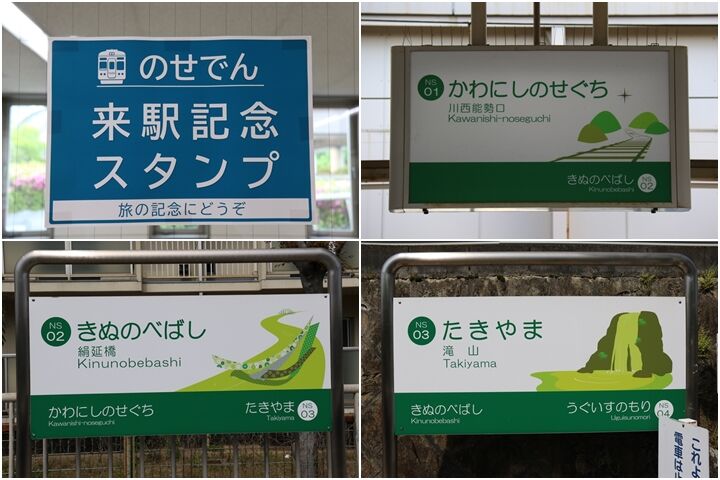 のせでん
来駅記念
スタンプ
旅の記念にどうぞ
NS
01
かわにしのせぐち
川西能勢口
Kawanishi-noseguchi
きぬのべばし
Kinunobebashi
NS
02
NS
02
きぬのべばし
絹延橋
Kinunobebashi
かわにしのせぐち
Kawanishi-noseguchi
たきやま
Takiyama
NS
03
NS
03
たきやま
滝山
Takiyama
きぬのべばし
Kinunobebashi
うぐいすのもり
Uguisunomori
NS
04
これよ
電車は